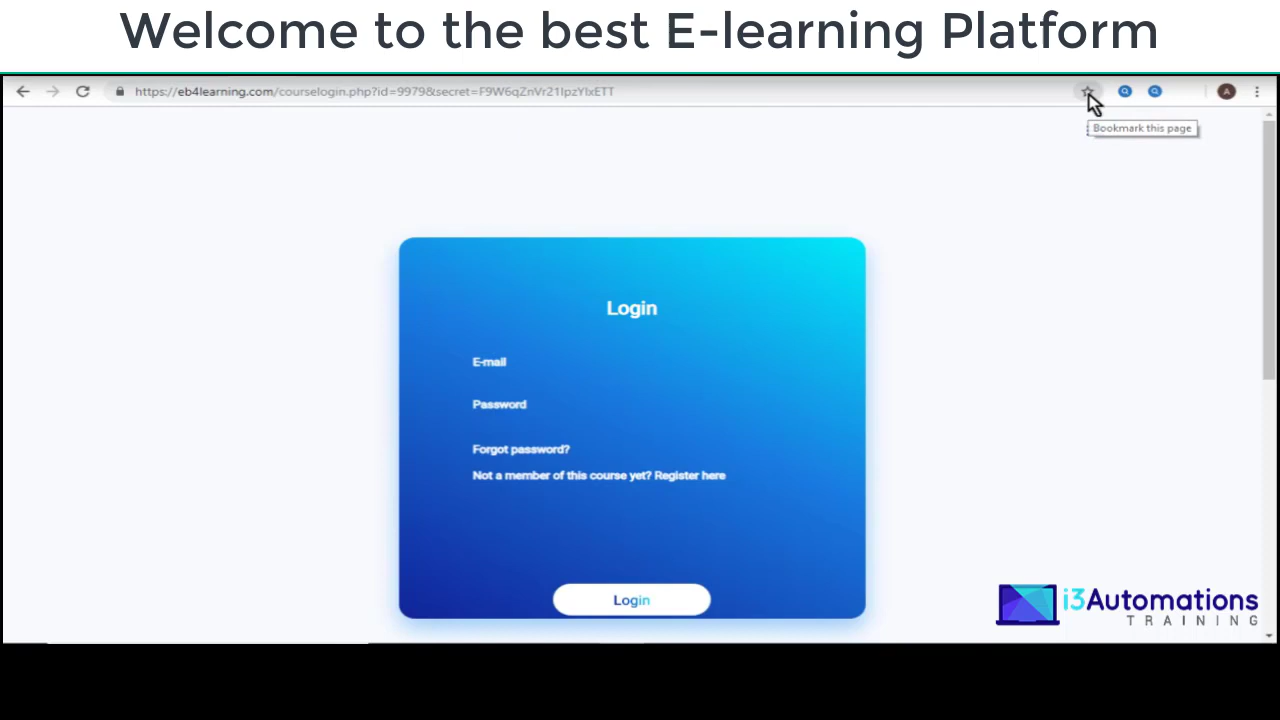 Welcome to the best E-learning Platform
https://eb4learning.com/courselogin.php?id=9979&secret=F9W6qZnVr21IpzYlxETT
A
Bookmark this page
Login
E-mail
Password
Forgot password?
Not a member of this course yet? Register here
Login
i3Automations
TRAINING